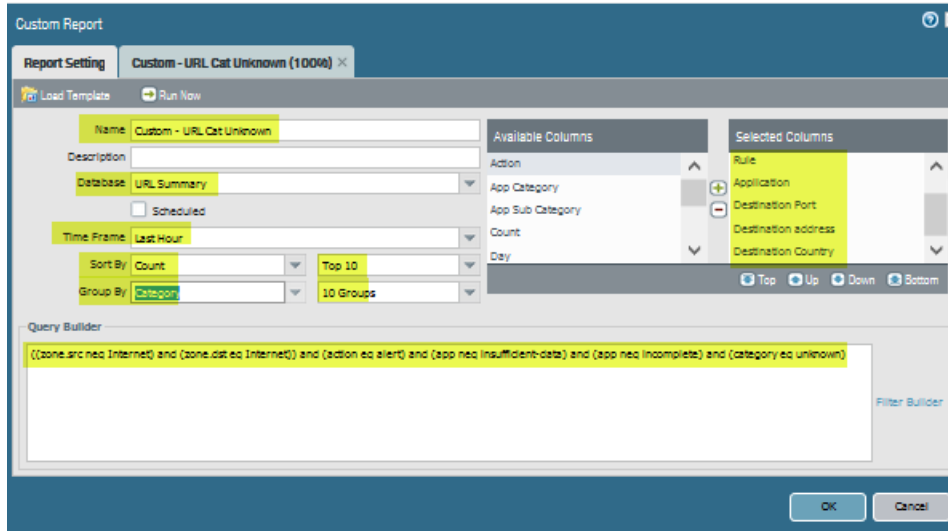 Custom Report
Report Setting
Custom - URL Cat Unknown (100%)
Load Template
Run Now
Name
Custom - URL Cat Unknown
Description
Database
URL Summary
Scheduled
Time Frame
Last Hour
Sort By
Count
Top 10
Group By
Category
10 Groups
Available Columns
Action
App Category
App Sub Category
Count
Day
Selected Columns
Rule
Application
Destination Port
Destination address
Destination Country
Top
Up
Down
Bottom
Query Builder
((zone.src neq Internet) and (zone.dst eq Internet)) and (action eq alert) and (app neq insufficient-data) and (app neq incomplete) and (category eq unknown)
Filter Builder
OK
Cancel